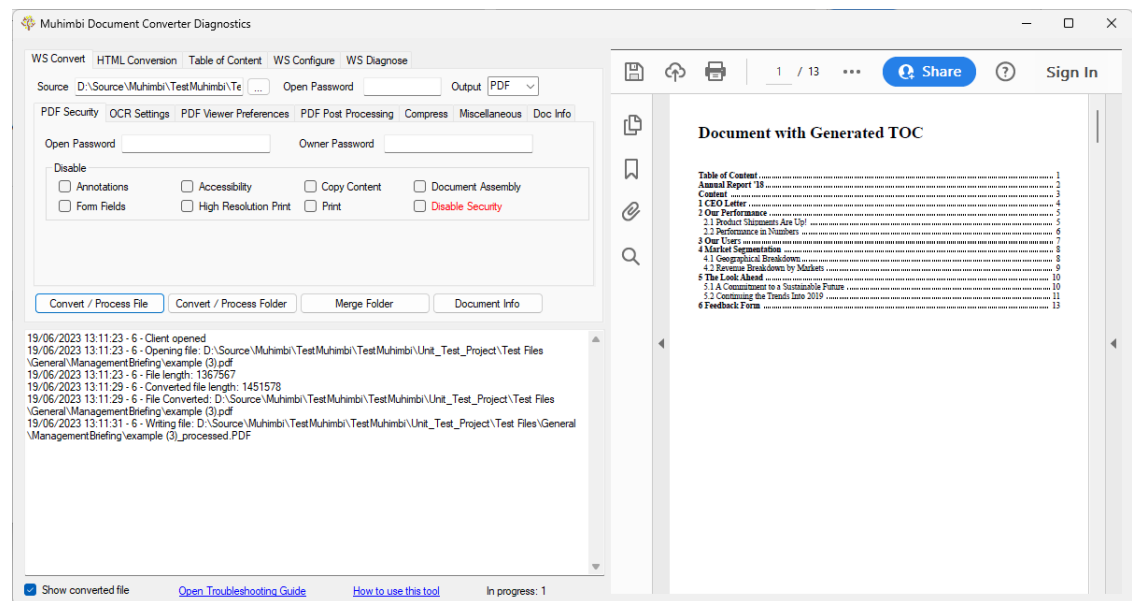 Muhimbi Document Converter Diagnostics
WS Convert HTML Conversion Table of Content WS Configure WS Diagnose
Source D:\Source\Muhimbi\TestMuhimbi\Te ... Open Password Output PDF
PDF Security OCR Settings PDF Viewer Preferences PDF Post Processing Compress Miscellaneous Doc Info
Open Password Owner Password
Disable
Annotations Accessibility Copy Content Document Assembly
Form Fields High Resolution Print Print Disable Security
Convert / Process File Convert / Process Folder Merge Folder Document Info
19/06/2023 13:11:23 - 6 - Client opened
19/06/2023 13:11:23 - 6 - Opening file: D:\Source\Muhimbi\TestMuhimbi\TestMuhimbi\Unit_Test_Project\Test Files
\General\ManagementBriefing\example (3).pdf
19/06/2023 13:11:23 - 6 - File length: 1367567
19/06/2023 13:11:29 - 6 - Converted file length: 1451578
19/06/2023 13:11:29 - 6 - File Converted: D:\Source\Muhimbi\TestMuhimbi\TestMuhimbi\Unit_Test_Project\Test Files
\General\ManagementBriefing\example (3).pdf
19/06/2023 13:11:31 - 6 - Writing file: D:\Source\Muhimbi\TestMuhimbi\TestMuhimbi\Unit_Test_Project\Test Files\General
\ManagementBriefing\example (3)_processed.PDF
Show converted file Open Troubleshooting Guide How to use this tool In progress: 1
1 / 13 ... Share ? Sign In
Document with Generated TOC
Table of Content 1
Annual Report '18 2
Content 3
1 CEO Letter 4
2 Our Performance 5
2.1 Product Shipments Are Up! 5
2.2 Performance in Numbers 6
3 Our Users 7
4 Market Segmentation 8
4.1 Geographical Breakdown 8
4.2 Revenue Breakdown by Markets 9
5 The Look Ahead 10
5.1 A Commitment to a Sustainable Future 10
5.2 Continuing the Trends Into 2019 11
6 Feedback Form 13